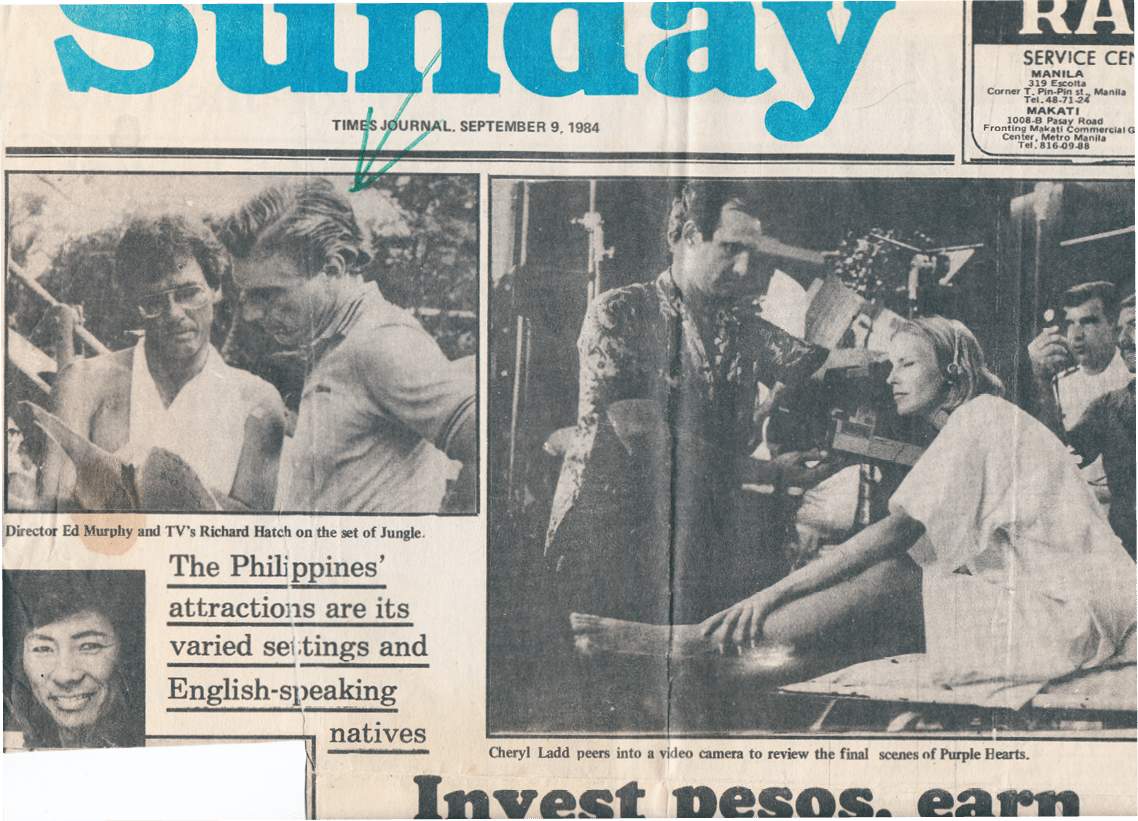 Sunday
TIMES JOURNAL. SEPTEMBER 9, 1984
RA
SERVICE CEN
MANILA
319 Escolta
Corner T. Pin-Pin st., Manila
Tel. 48-71-24
MAKATI
1008-B Pasay Road
Fronting Makati Commercial
Center, Metro Manila
Tel. 816-09-88
Director Ed Murphy and TV's Richard Hatch on the set of Jungle.
The Philippines'
attractions are its
varied settings and
English-speaking
natives
Cheryl Ladd peers into a video camera to review the final scenes of Purple Hearts.
Invest pesos, earn